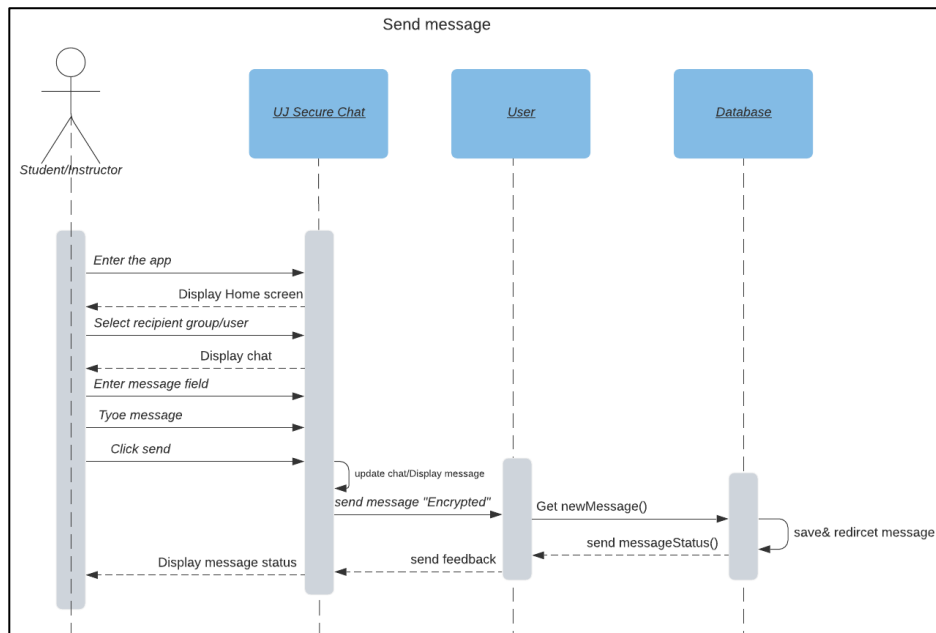 Send message
UJ Secure Chat
User
Database
Student/Instructor
Enter the app
Display Home screen
Select recipient group/user
Display chat
Enter message field
Tyoe message
Click send
update chat/Display message
send message "Encrypted"
Get newMessage()
save& redircet message
send messageStatus()
send feedback
Display message status